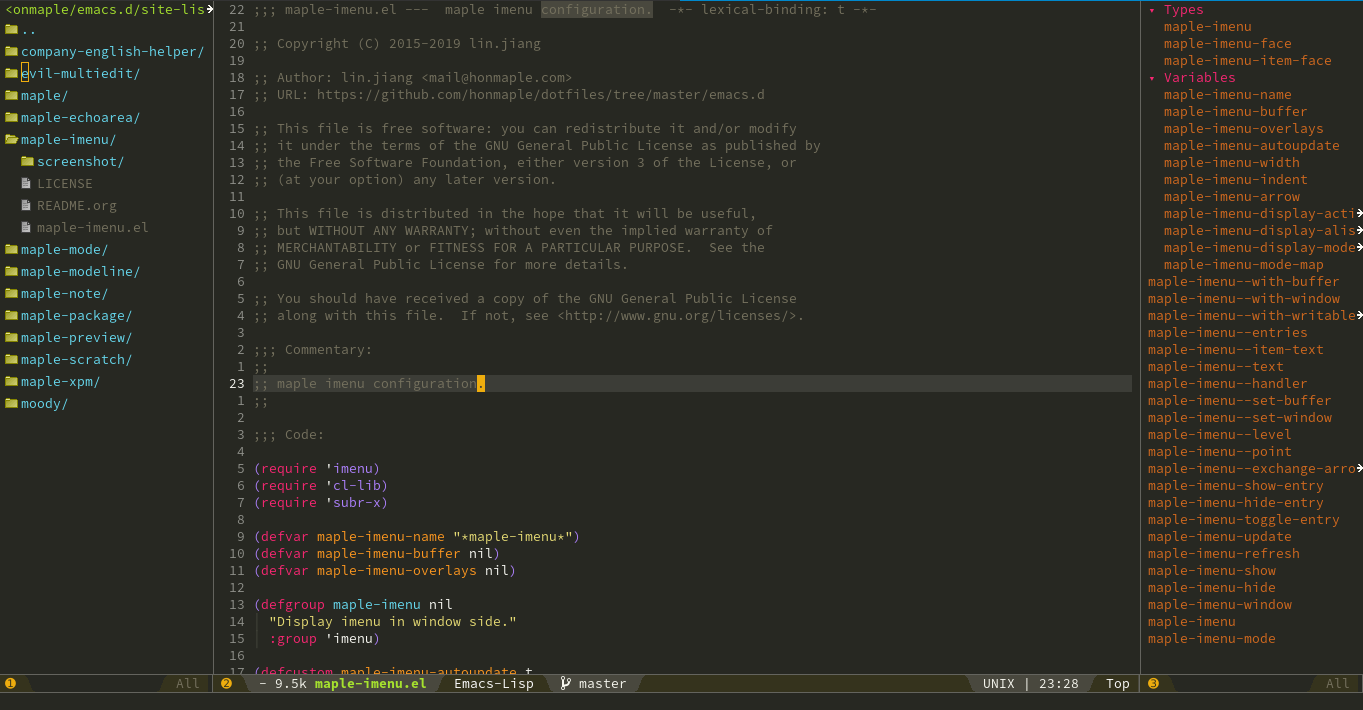 <onmaple/emacs.d/site-lis
..
company-english-helper/
evil-multiedit/
maple/
maple-echoarea/
maple-imenu/
screenshot/
LICENSE
README.org
maple-imenu.el
maple-mode/
maple-modeline/
maple-note/
maple-package/
maple-preview/
maple-scratch/
maple-xpm/
moody/
22 ;;; maple-imenu.el ---  maple imenu configuration.  -*- lexical-binding: t -*-
21
20 ;; Copyright (C) 2015-2019 lin.jiang
19
18 ;; Author: lin.jiang <mail@honmaple.com>
17 ;; URL: https://github.com/honmaple/dotfiles/tree/master/emacs.d
16
15 ;; This file is free software: you can redistribute it and/or modify
14 ;; it under the terms of the GNU General Public License as published by
13 ;; the Free Software Foundation, either version 3 of the License, or
12 ;; (at your option) any later version.
11
10 ;; This file is distributed in the hope that it will be useful,
9 ;; but WITHOUT ANY WARRANTY; without even the implied warranty of
8 ;; MERCHANTABILITY or FITNESS FOR A PARTICULAR PURPOSE.  See the
7 ;; GNU General Public License for more details.
6
5 ;; You should have received a copy of the GNU General Public License
4 ;; along with this file.  If not, see <http://www.gnu.org/licenses/>.
3
2 ;;; Commentary:
1 ;;
23 ;; maple imenu configuration.
1 ;;
2
3 ;;; Code:
4
5 (require 'imenu)
6 (require 'cl-lib)
7 (require 'subr-x)
8
9 (defvar maple-imenu-name "*maple-imenu*")
10 (defvar maple-imenu-buffer nil)
11 (defvar maple-imenu-overlays nil)
12
13 (defgroup maple-imenu nil
14   "Display imenu in window side."
15   :group 'imenu)
16
17 (defcustom maple-imenu-autoupdate t
▾ Types
maple-imenu
maple-imenu-face
maple-imenu-item-face
▾ Variables
maple-imenu-name
maple-imenu-buffer
maple-imenu-overlays
maple-imenu-autoupdate
maple-imenu-width
maple-imenu-indent
maple-imenu-arrow
maple-imenu-display-acti
maple-imenu-display-alis
maple-imenu-display-mode
maple-imenu-mode-map
maple-imenu--with-buffer
maple-imenu--with-window
maple-imenu--with-writable
maple-imenu--entries
maple-imenu--item-text
maple-imenu--text
maple-imenu--handler
maple-imenu--set-buffer
maple-imenu--set-window
maple-imenu--level
maple-imenu--point
maple-imenu--exchange-arro
maple-imenu-show-entry
maple-imenu-hide-entry
maple-imenu-toggle-entry
maple-imenu-update
maple-imenu-refresh
maple-imenu-show
maple-imenu-hide
maple-imenu-window
maple-imenu
maple-imenu-mode
❶ All ❷ - 9.5k maple-imenu.el Emacs-Lisp master UNIX | 23:28 Top ❸ All